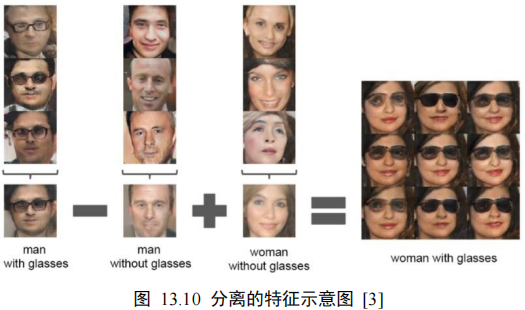 man
with glasses
man
without glasses
woman
without glasses
woman with glasses
图 13.10 分离的特征示意图 [3]